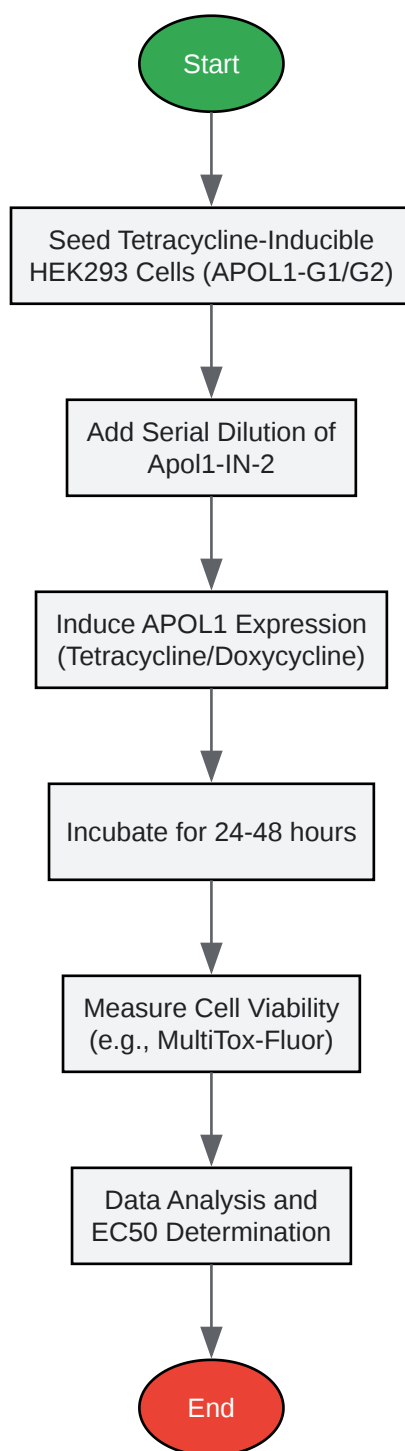 Start
Seed Tetracycline-Inducible
HEK293 Cells (APOL1-G1/G2)
Add Serial Dilution of
Apol1-IN-2
Induce APOL1 Expression
(Tetracycline/Doxycycline)
Incubate for 24-48 hours
Measure Cell Viability
(e.g., MultiTox-Fluor)
Data Analysis and
EC50 Determination
End